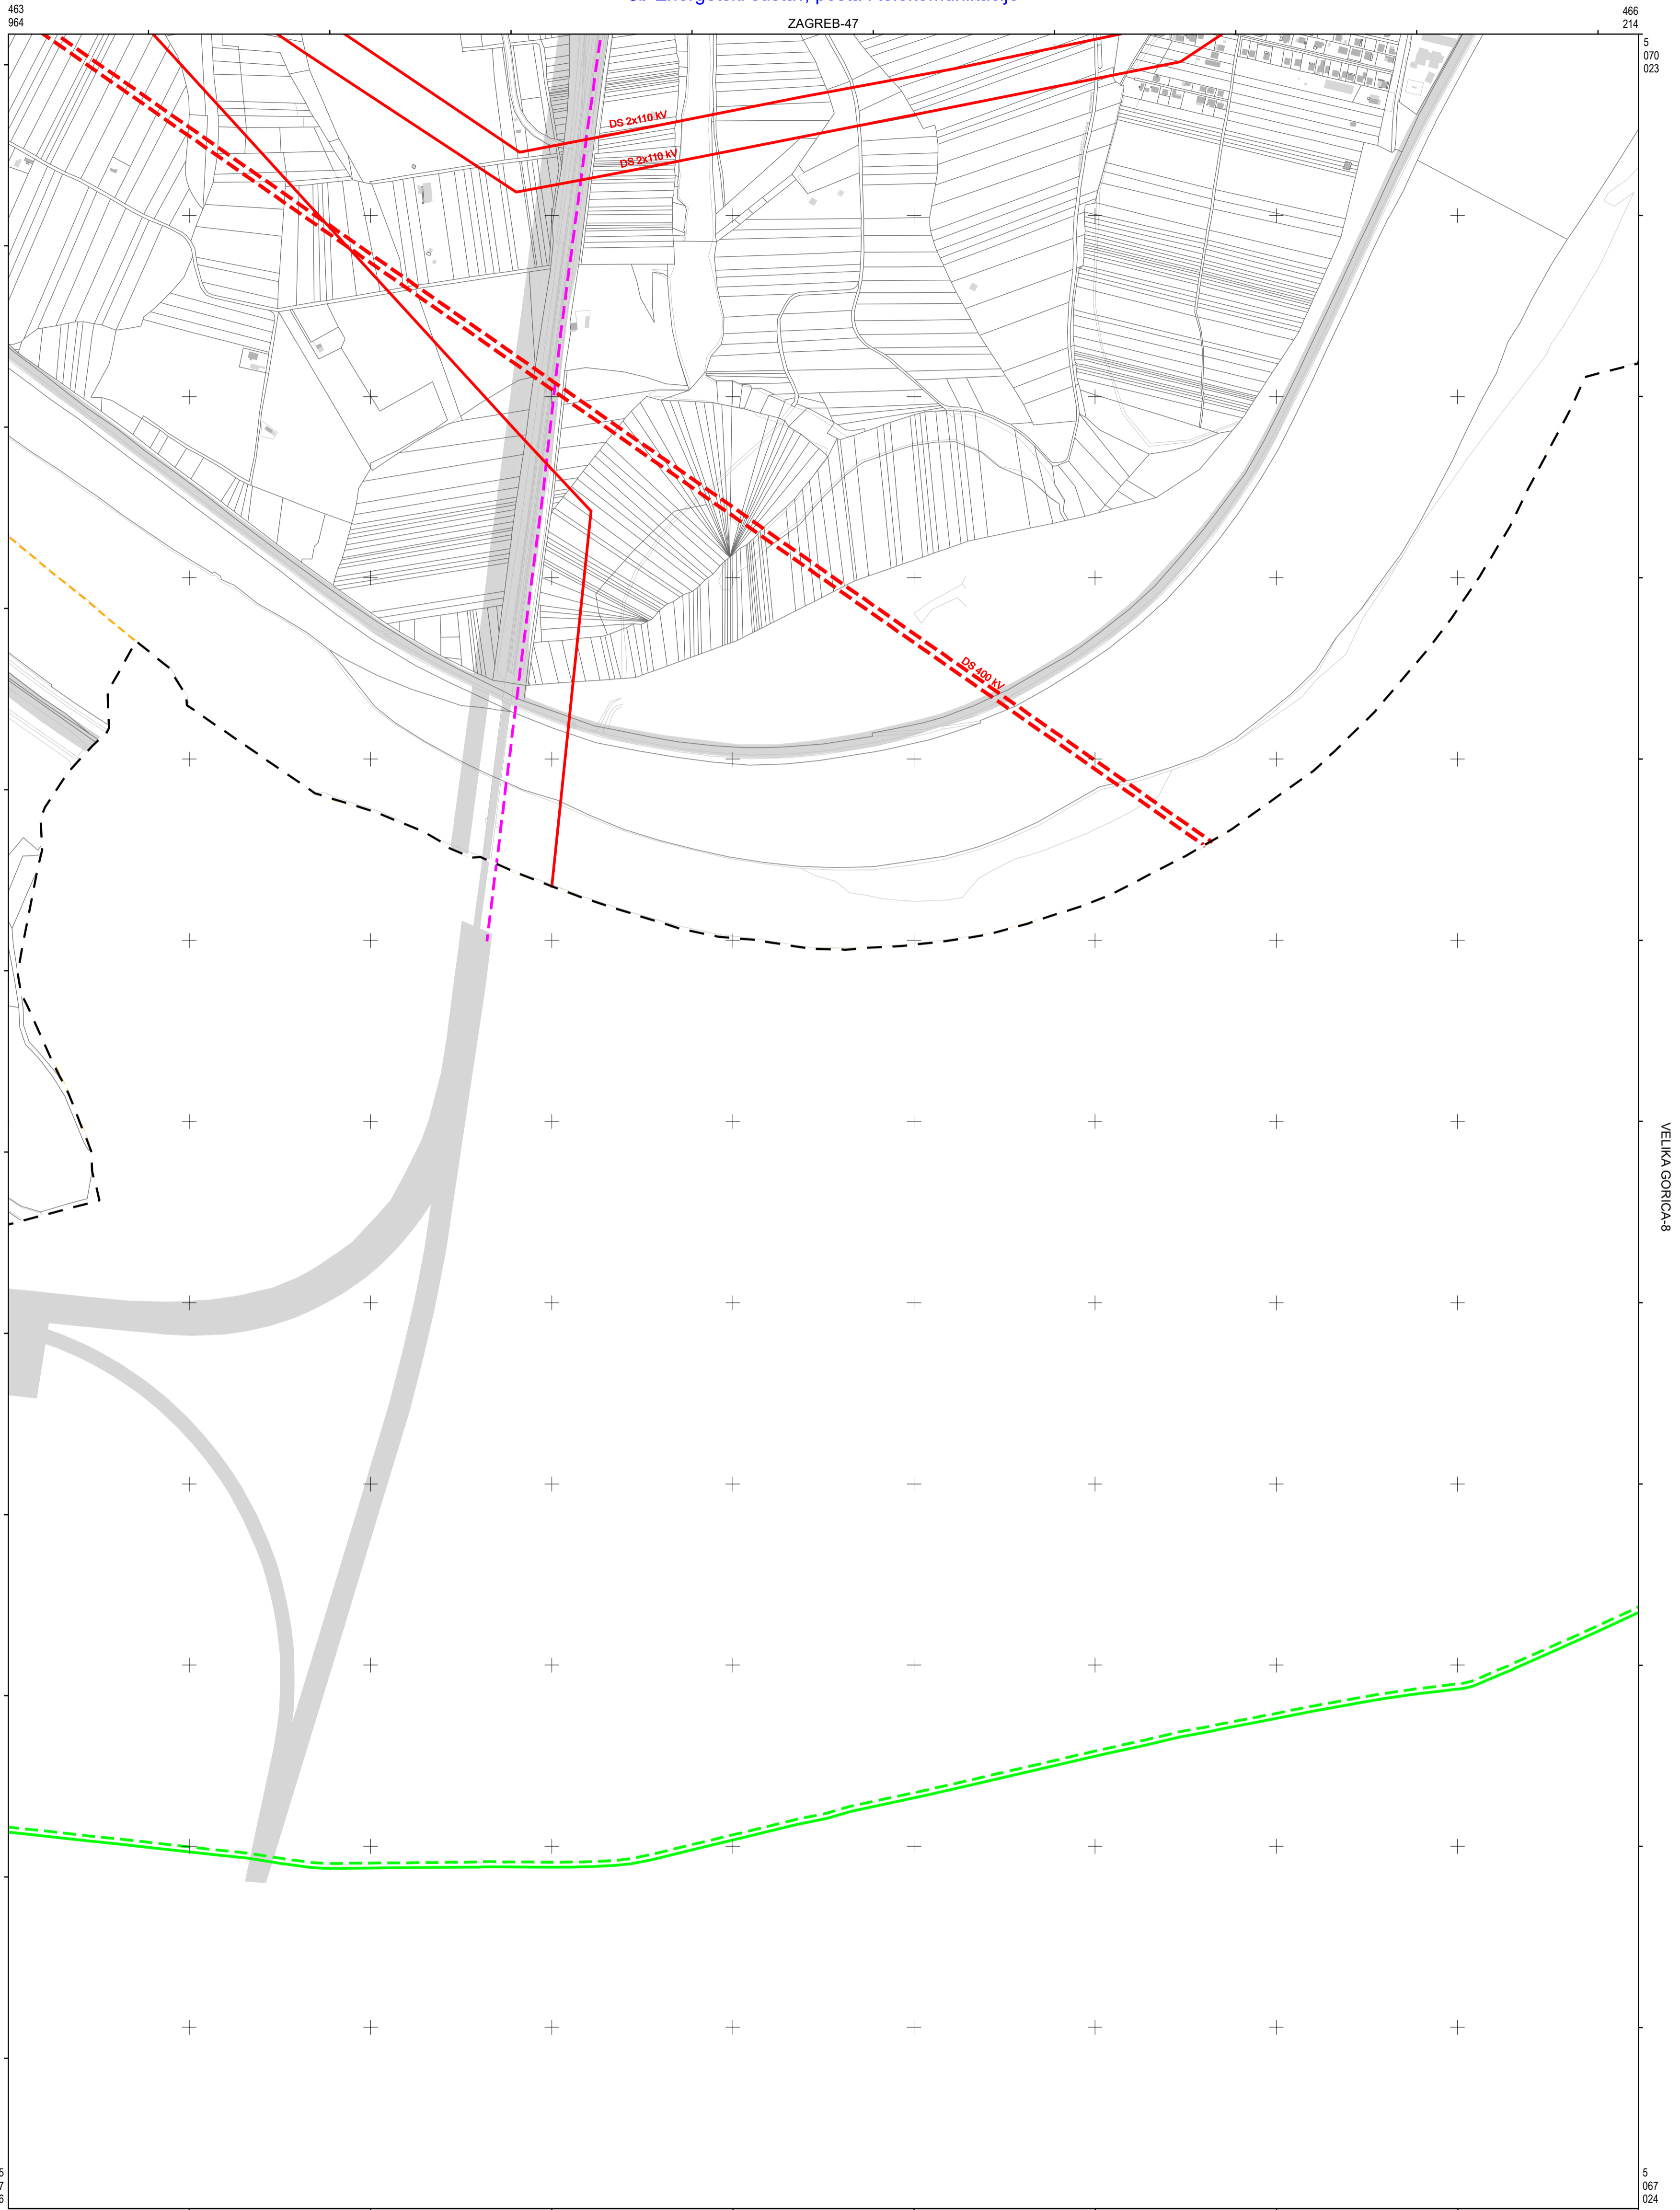 463
964
ZAGREB-47
466
214
5
070
023
DS 2x110 kV
DS 2x110 kV
DS 400 kV
VELIKA GORICA-8
5
067
024